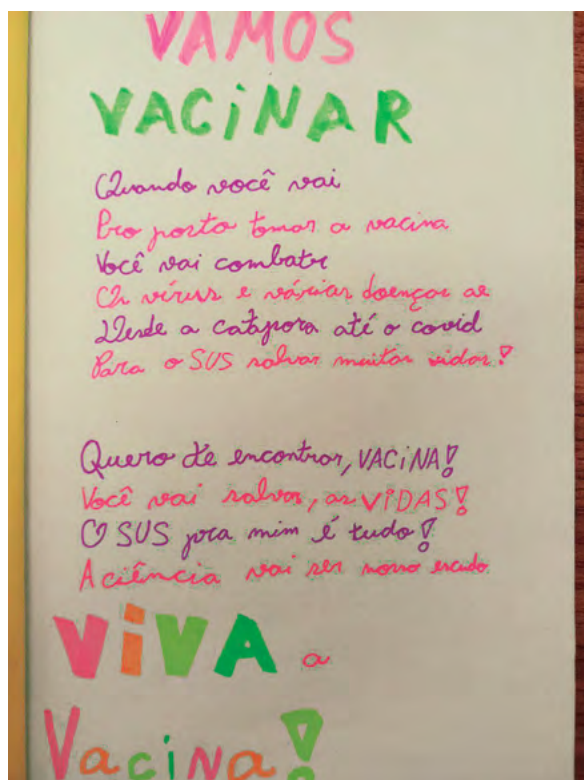 VAMOS
VACiNAR
Quando você vai
Pro posto tomar a vacina
Você vai combater
Os vírus e várias doenças ae
Desde a catapora até o covid
Para o SUS salvar muitas vidas!
Quero te encontrar, VACiNA!
Você vai salvar, as ViDAS!
O SUS pra mim é tudo!
A ciência vai ser nosso escudo
ViVA a
VaciNa!